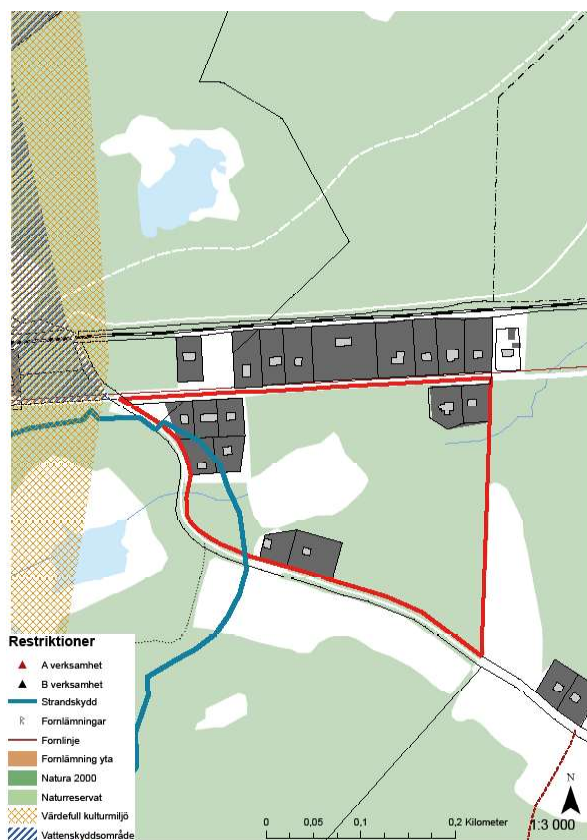 Restriktioner
A verksamhet
B verksamhet
Strandskydd
Fornlämningar
Fornlinje
Fornlämning yta
Natura 2000
Naturreservat
Värdefull kulturmiljö
Vattenskyddsområde
0 0,05 0,1 0,2 Kilometer
N
1:3 000